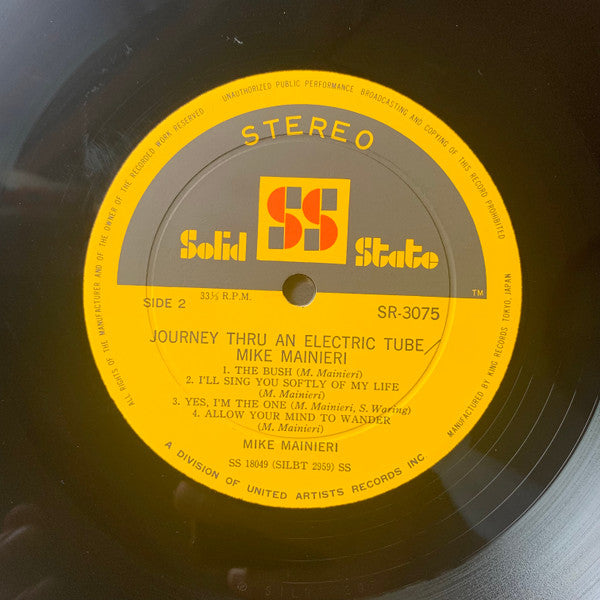 ALL RIGHTS OF THE MANUFACTURER AND OF THE OWNER OF THE RECORDED WORK RESERVED
UNAUTHORIZED PUBLIC PERFORMANCE BROADCASTING AND COPYING OF THIS RECORD PROHIBITED
STEREO
SS
Solid State
TM
SIDE 2 33⅓ R.P.M. SR-3075
JOURNEY THRU AN ELECTRIC TUBE/
MIKE MAINIERI
1. THE BUSH (M. Mainieri)
2. I'LL SING YOU SOFTLY OF MY LIFE
(M. Mainieri)
3. YES, I'M THE ONE (M. Mainieri, S. Waring)
4. ALLOW YOUR MIND TO WANDER
(M. Mainieri)
MIKE MAINIERI
SS 18049 (SILBT 2959) SS
A DIVISION OF UNITED ARTISTS RECORDS INC
MANUFACTURED BY KING RECORDS TOKYO, JAPAN